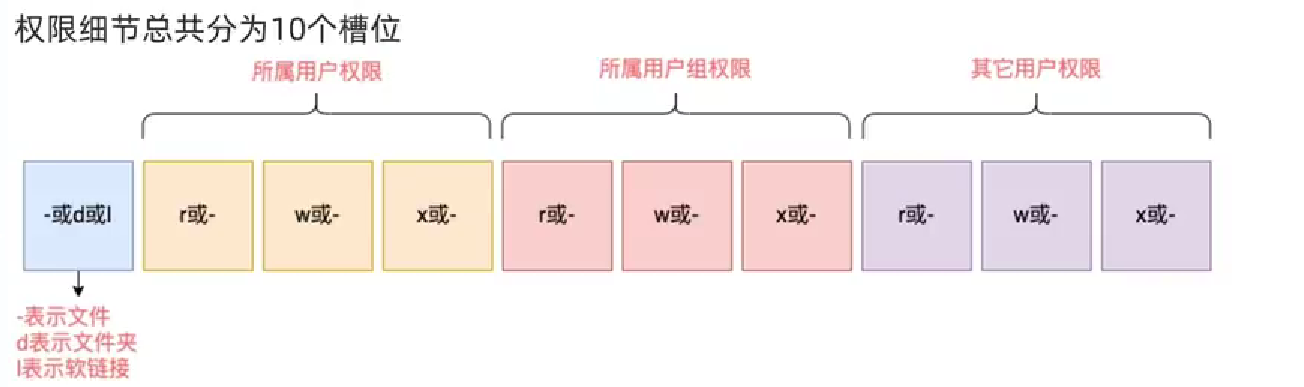 权限细节总共分为10个槽位
所属用户权限 所属用户组权限 其它用户权限
-或d或l r或- w或- x或- r或- w或- x或- r或- w或- x或-
-表示文件
d表示文件夹
l表示软链接